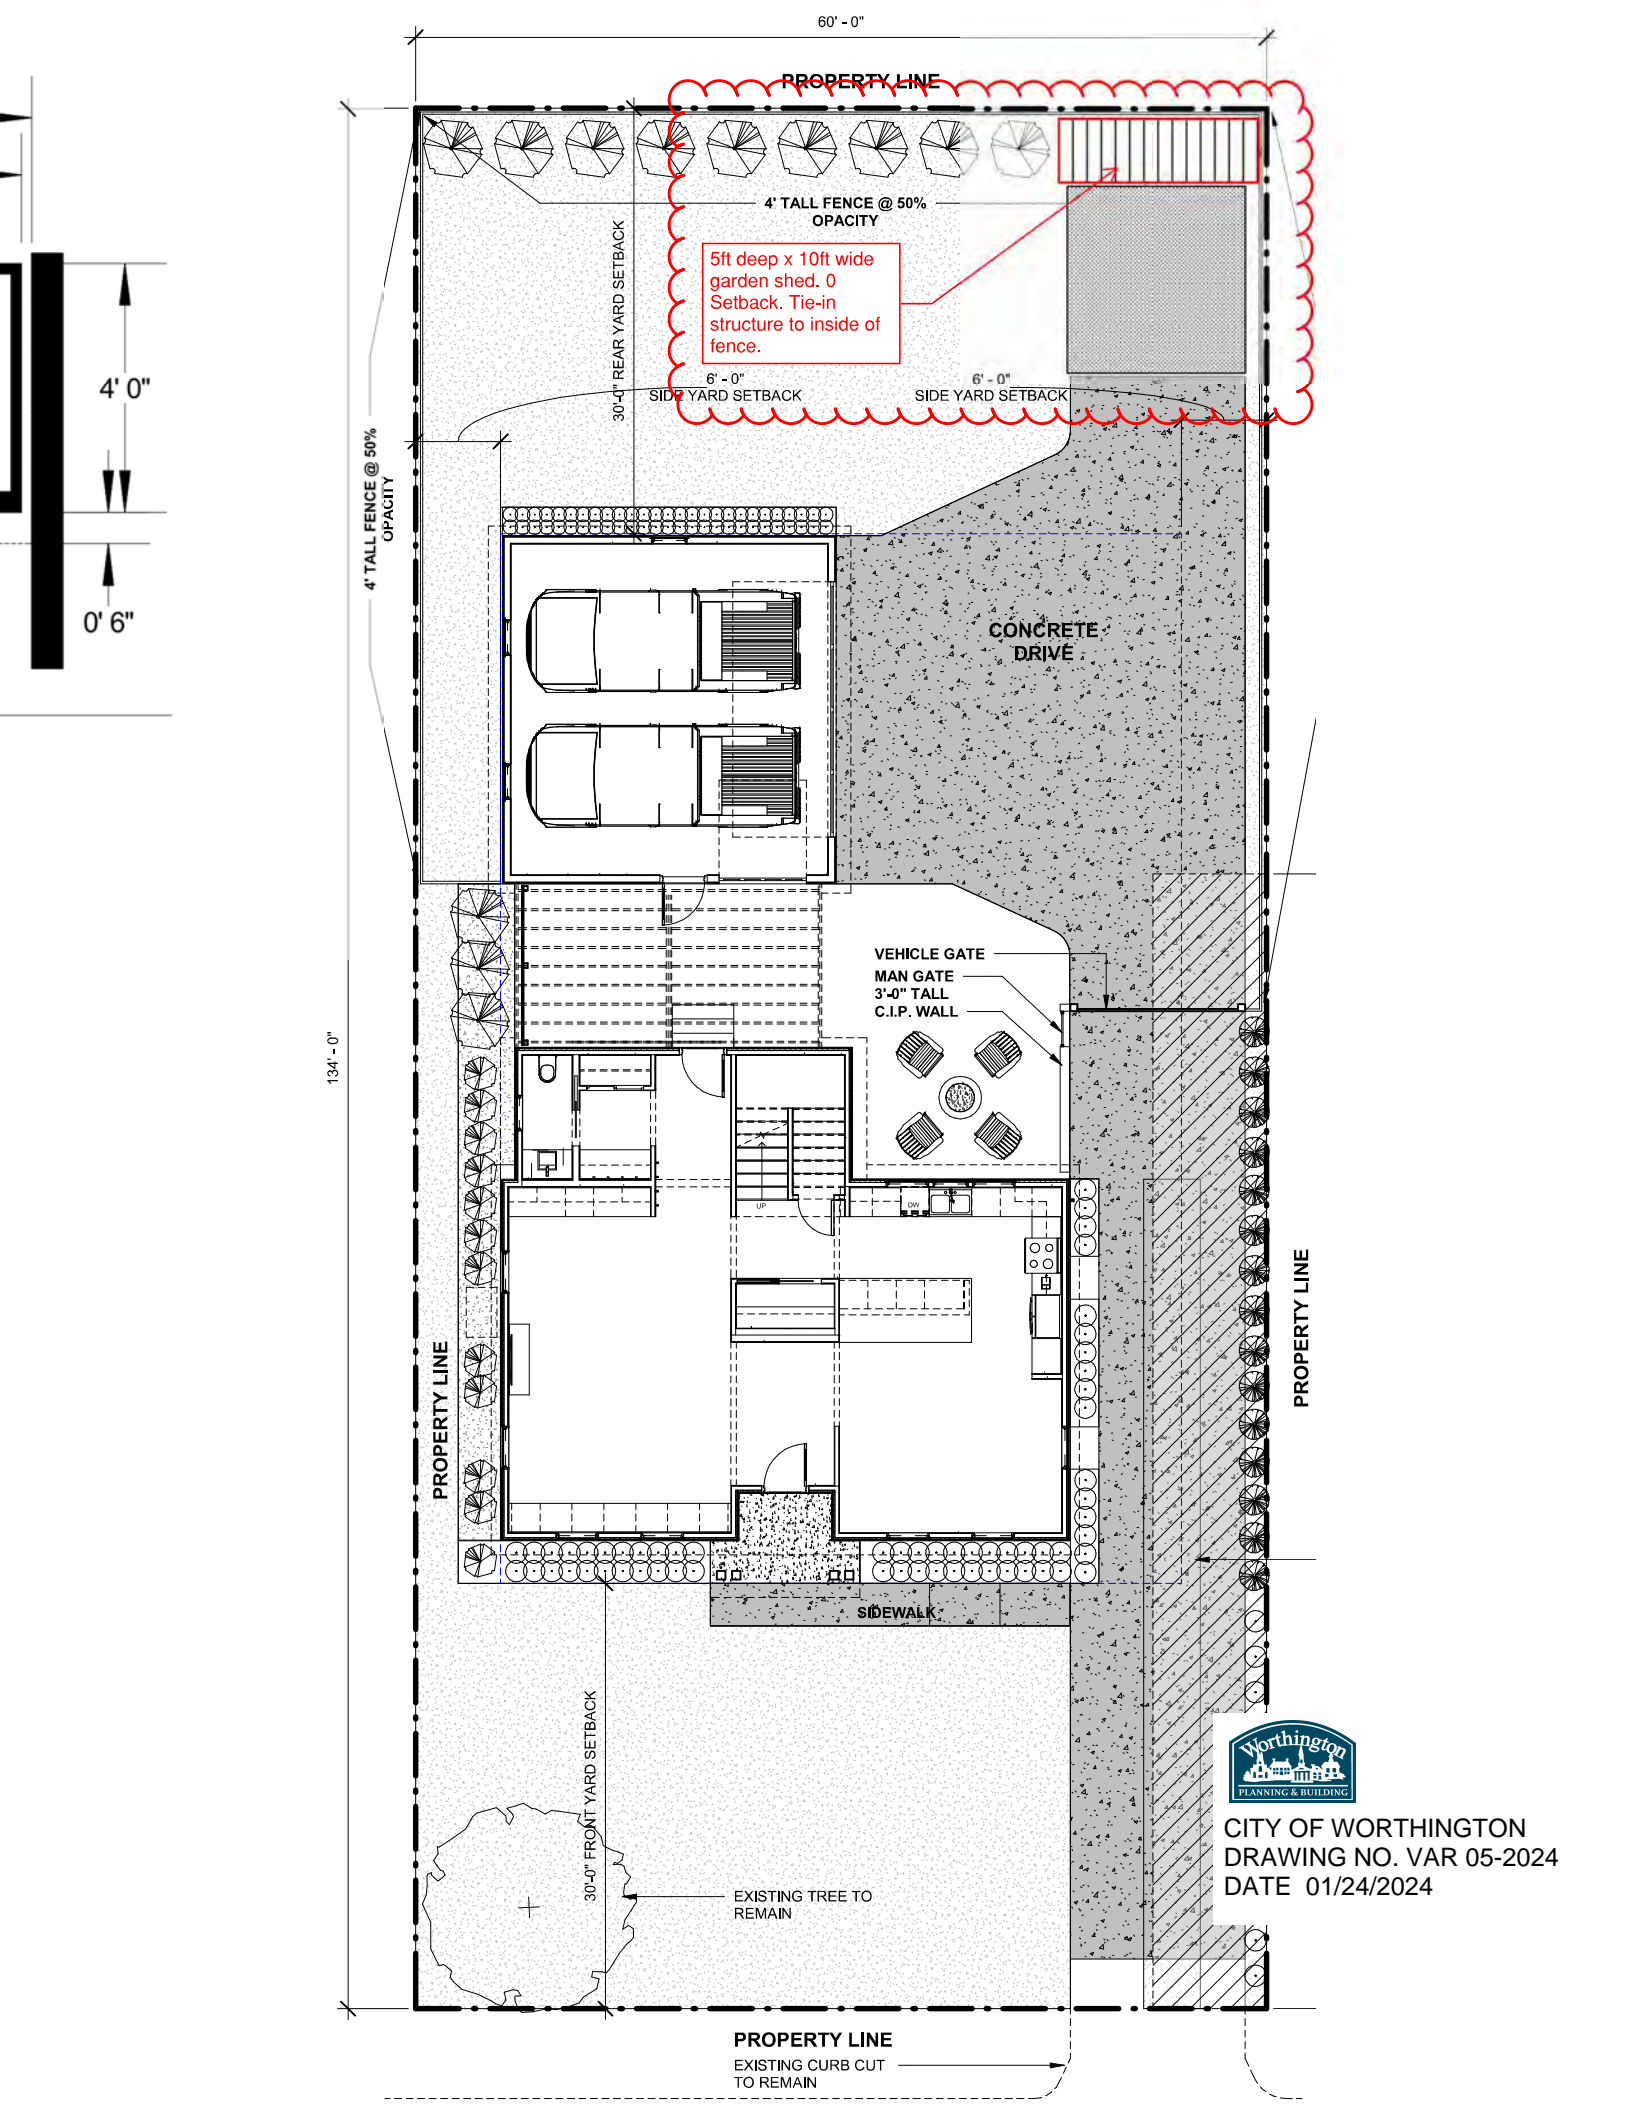 60' - 0"
PROPERTY LINE
4' TALL FENCE @ 50%
OPACITY
30'-0" REAR YARD SETBACK
5ft deep x 10ft wide
garden shed. 0
Setback. Tie-in
structure to inside of
fence.
6' - 0"
SIDE YARD SETBACK
6' - 0"
SIDE YARD SETBACK
4' 0"
0' 6"
4' TALL FENCE @ 50%
OPACITY
CONCRETE
DRIVE
VEHICLE GATE
MAN GATE
3'-0" TALL
C.I.P. WALL
134' - 0"
UP
DW
PROPERTY LINE
PROPERTY LINE
SIDEWALK
30'-0" FRONT YARD SETBACK
EXISTING TREE TO
REMAIN
Worthington
PLANNING & BUILDING
CITY OF WORTHINGTON
DRAWING NO. VAR 05-2024
DATE 01/24/2024
PROPERTY LINE
EXISTING CURB CUT
TO REMAIN